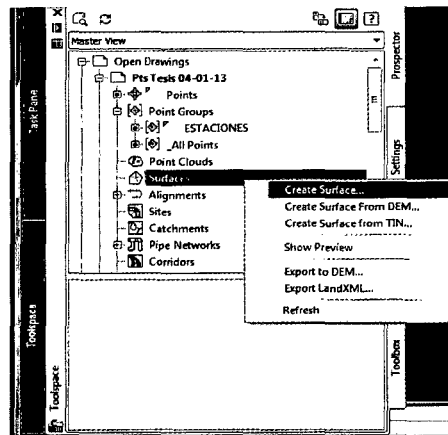 Master View
Open Drawings
Pts Tesis 04-01-13
Points
Point Groups
ESTACIONES
_All Points
Point Clouds
Surfaces
Alignments
Sites
Catchments
Pipe Networks
Corridors
Create Surface...
Create Surface From DEM...
Create Surface from TIN...
Show Preview
Export to DEM...
Export LandXML...
Refresh
Prospector
Settings
Toolbox
Task Pane
Toolspace
Toolspace